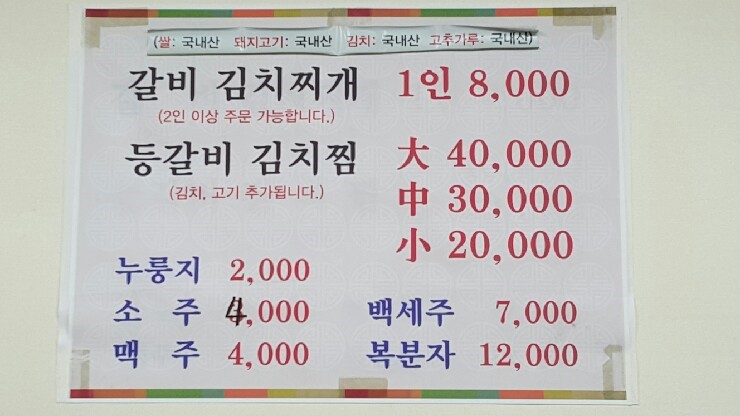 (쌀: 국내산 돼지고기: 국내산 김치: 국내산 고추가루: 국내산)
갈비 김치찌개 1인 8,000
(2인 이상 주문 가능합니다.)
등갈비 김치찜 大 40,000
(김치, 고기 추가됩니다.) 中 30,000
小 20,000
누룽지 2,000
소 주 4,000 백세주 7,000
맥 주 4,000 복분자 12,000